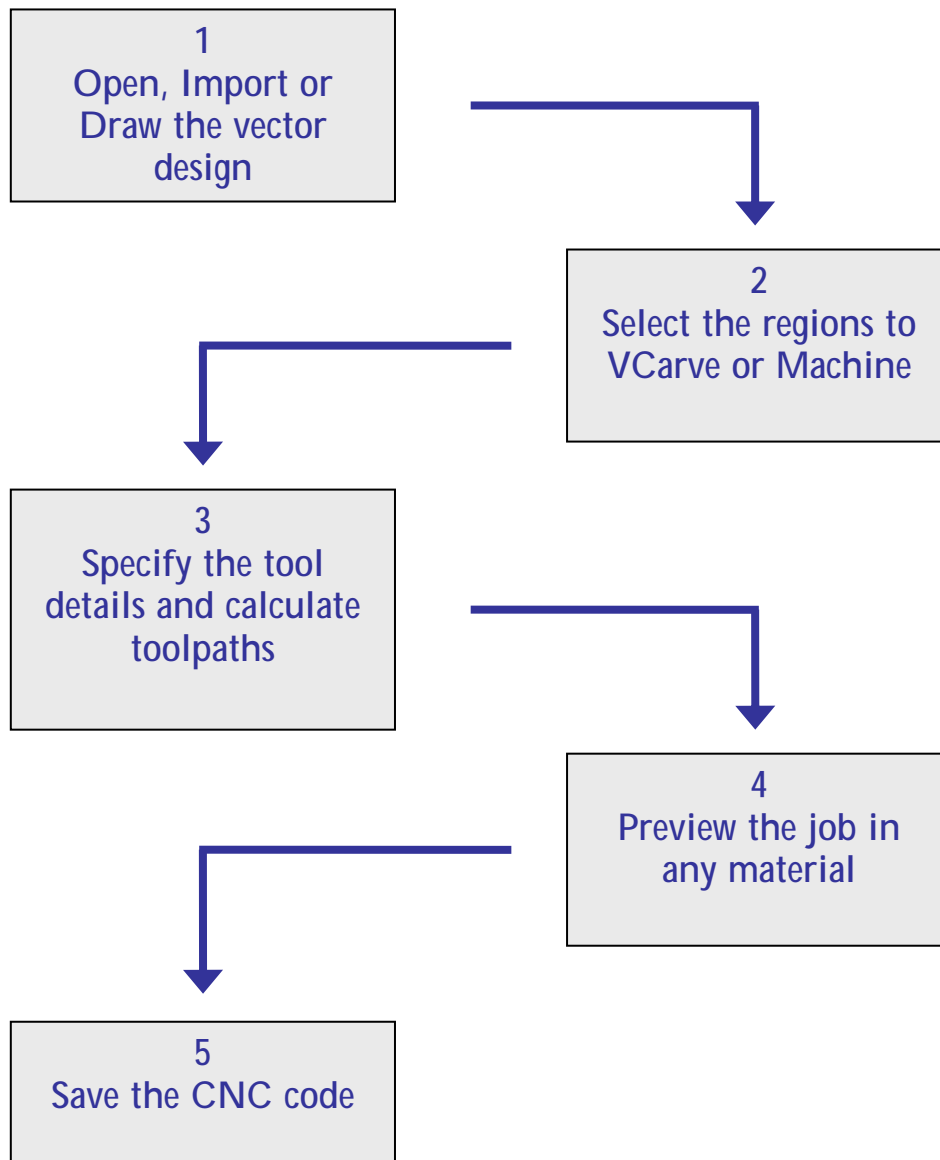 1
Open, Import or
Draw the vector
design
2
Select the regions to
VCarve or Machine
3
Specify the tool
details and calculate
toolpaths
4
Preview the job in
any material
5
Save the CNC code